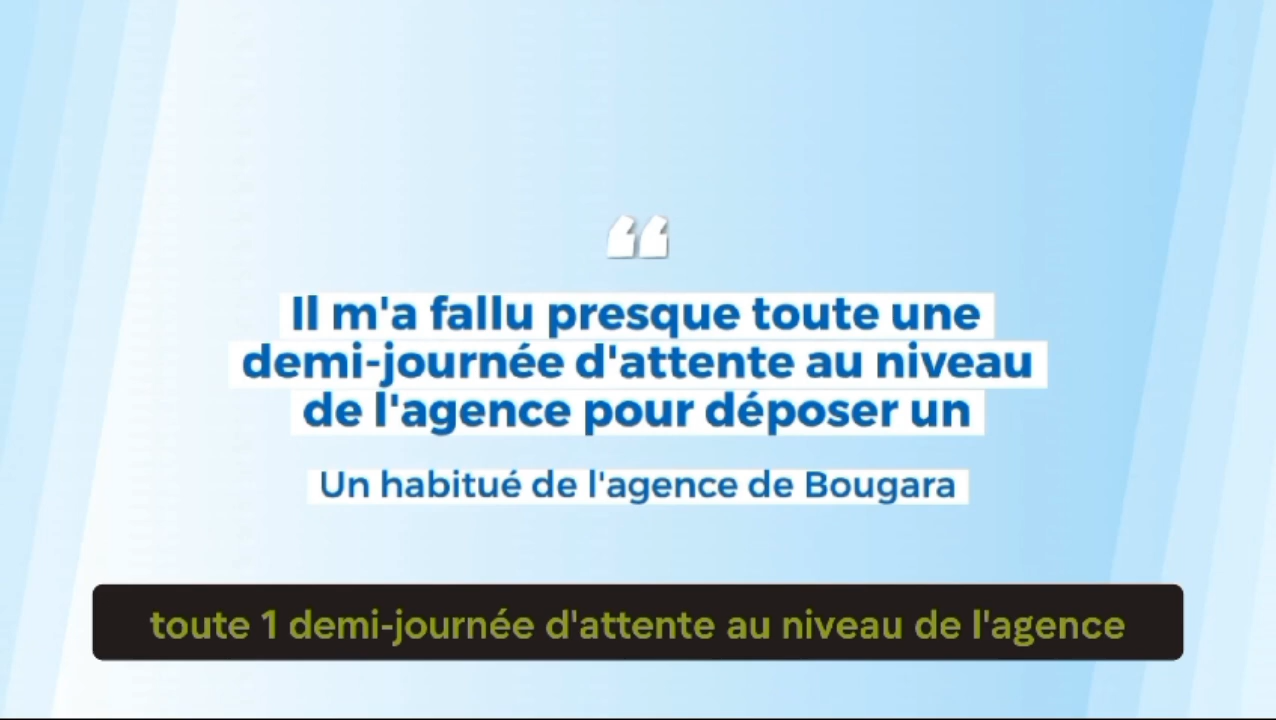 ❝
Il m'a fallu presque toute une
demi-journée d'attente au niveau
de l'agence pour déposer un
Un habitué de l'agence de Bougara
toute 1 demi-journée d'attente au niveau de l'agence